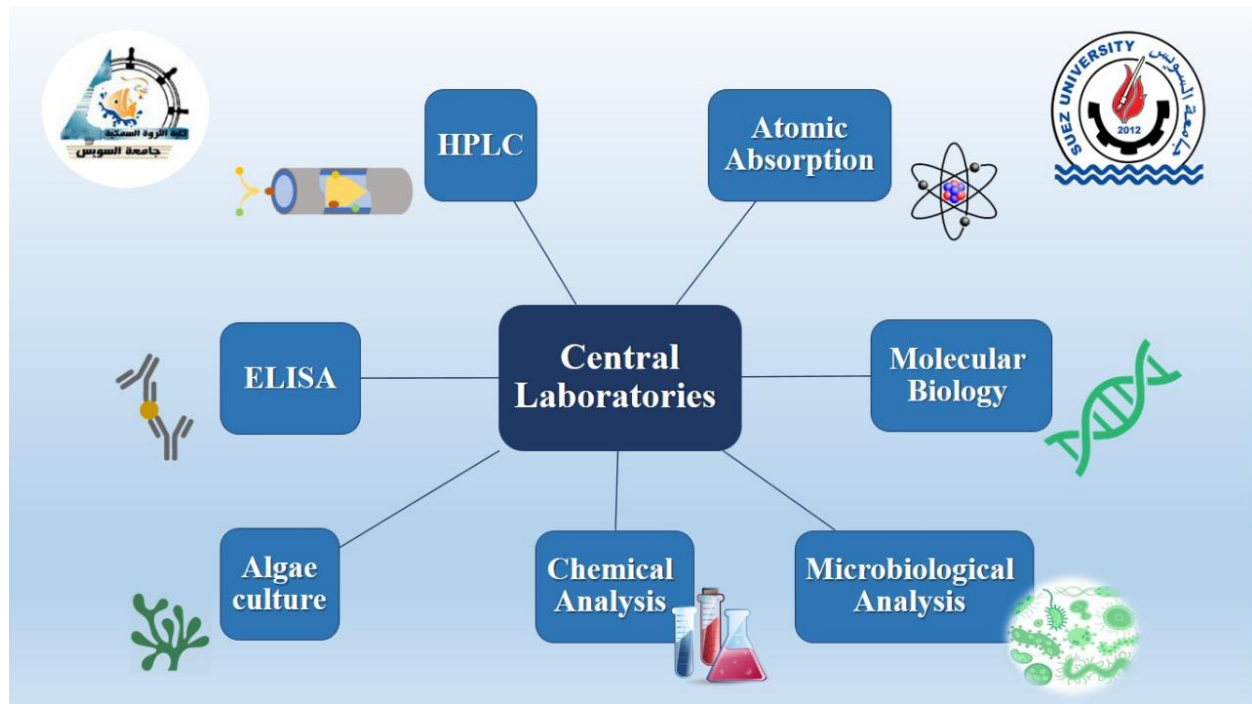 كلية الثروة السمكية
جامعة السويس
HPLC
Atomic
Absorption
SUEZ UNIVERSITY جامعة السويس
2012
ELISA
Central
Laboratories
Molecular
Biology
Algae
culture
Chemical
Analysis
Microbiological
Analysis